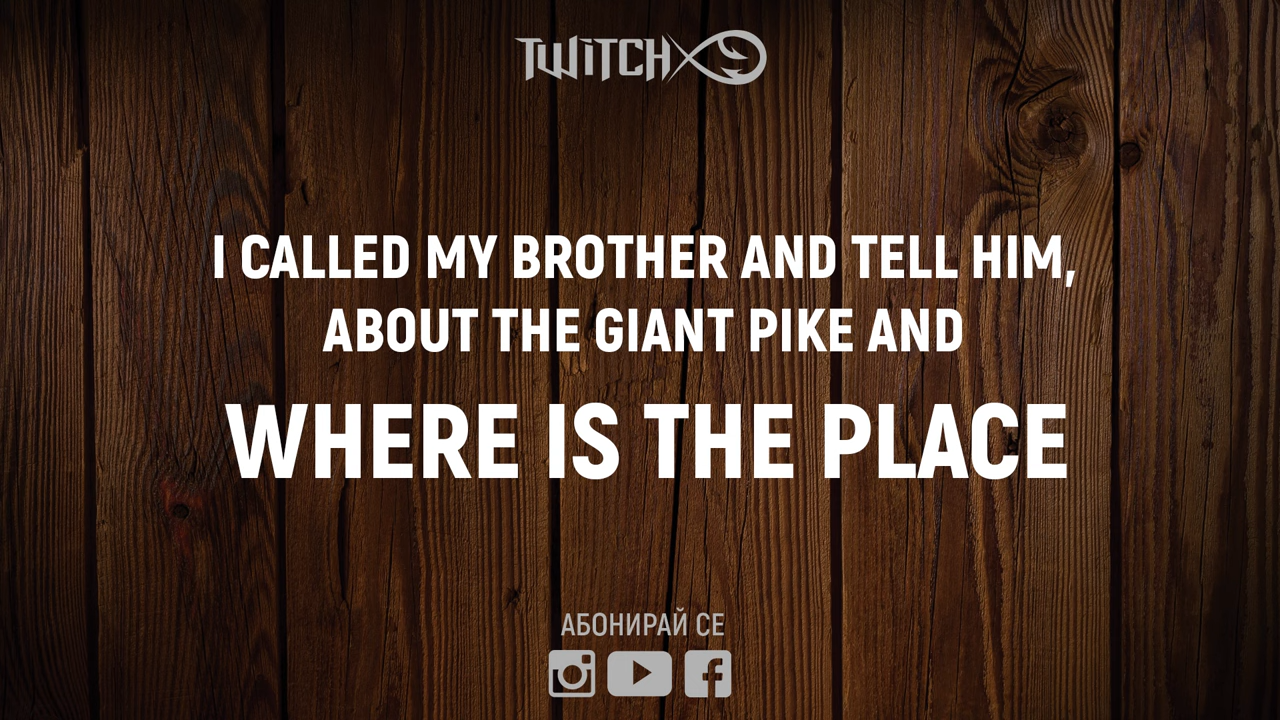 TWITCH
I CALLED MY BROTHER AND TELL HIM,
ABOUT THE GIANT PIKE AND
WHERE IS THE PLACE
АБОНИРАЙ СЕ